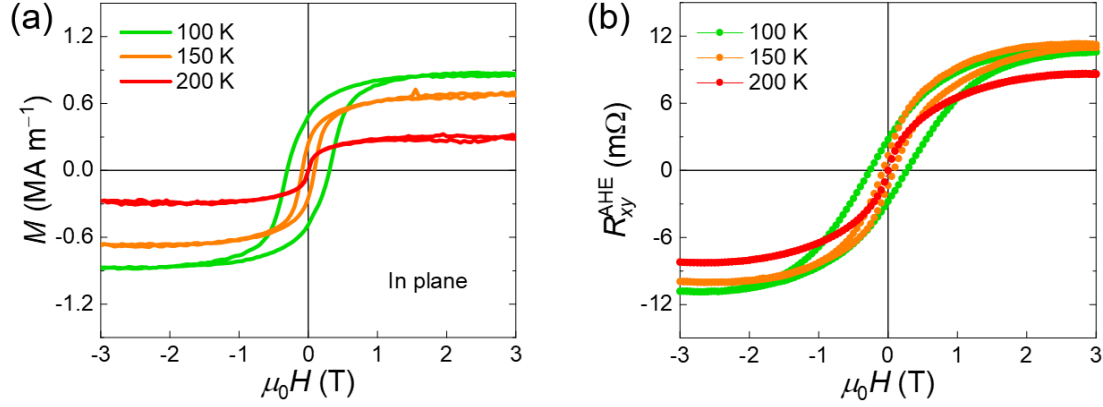 (a)
1.2
0.6
0.0
-0.6
-1.2
M (MA m⁻¹)
100 K
150 K
200 K
In plane
-3 -2 -1 0 1 2 3
μ₀H (T)
(b)
12
6
0
-6
-12
R_xy^AHE (mΩ)
100 K
150 K
200 K
-3 -2 -1 0 1 2 3
μ₀H (T)